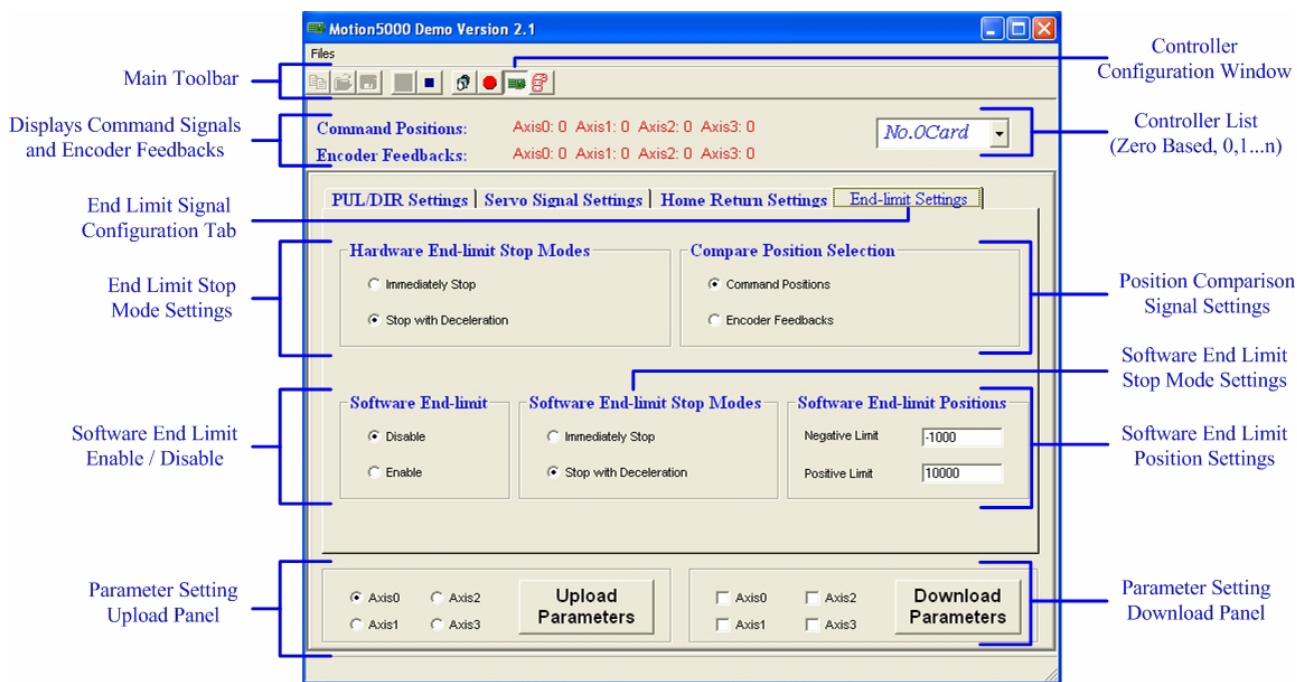 Motion5000 Demo Version 2.1
Files
Main Toolbar
Controller
Configuration Window
Displays Command Signals
and Encoder Feedbacks
Command Positions: Axis0: 0 Axis1: 0 Axis2: 0 Axis3: 0
Encoder Feedbacks: Axis0: 0 Axis1: 0 Axis2: 0 Axis3: 0
No.0Card
Controller List
(Zero Based, 0,1...n)
End Limit Signal
Configuration Tab
PUL/DIR Settings Servo Signal Settings Home Return Settings End-limit Settings
End Limit Stop
Mode Settings
Hardware End-limit Stop Modes
Immediately Stop
Stop with Deceleration
Compare Position Selection
Command Positions
Encoder Feedbacks
Position Comparison
Signal Settings
Software End Limit
Stop Mode Settings
Software End Limit
Enable / Disable
Software End-limit
Disable
Enable
Software End-limit Stop Modes
Immediately Stop
Stop with Deceleration
Software End-limit Positions
Negative Limit -1000
Positive Limit 10000
Software End Limit
Position Settings
Parameter Setting
Upload Panel
Axis0 Axis2
Axis1 Axis3
Upload
Parameters
Axis0 Axis2
Axis1 Axis3
Download
Parameters
Parameter Setting
Download Panel